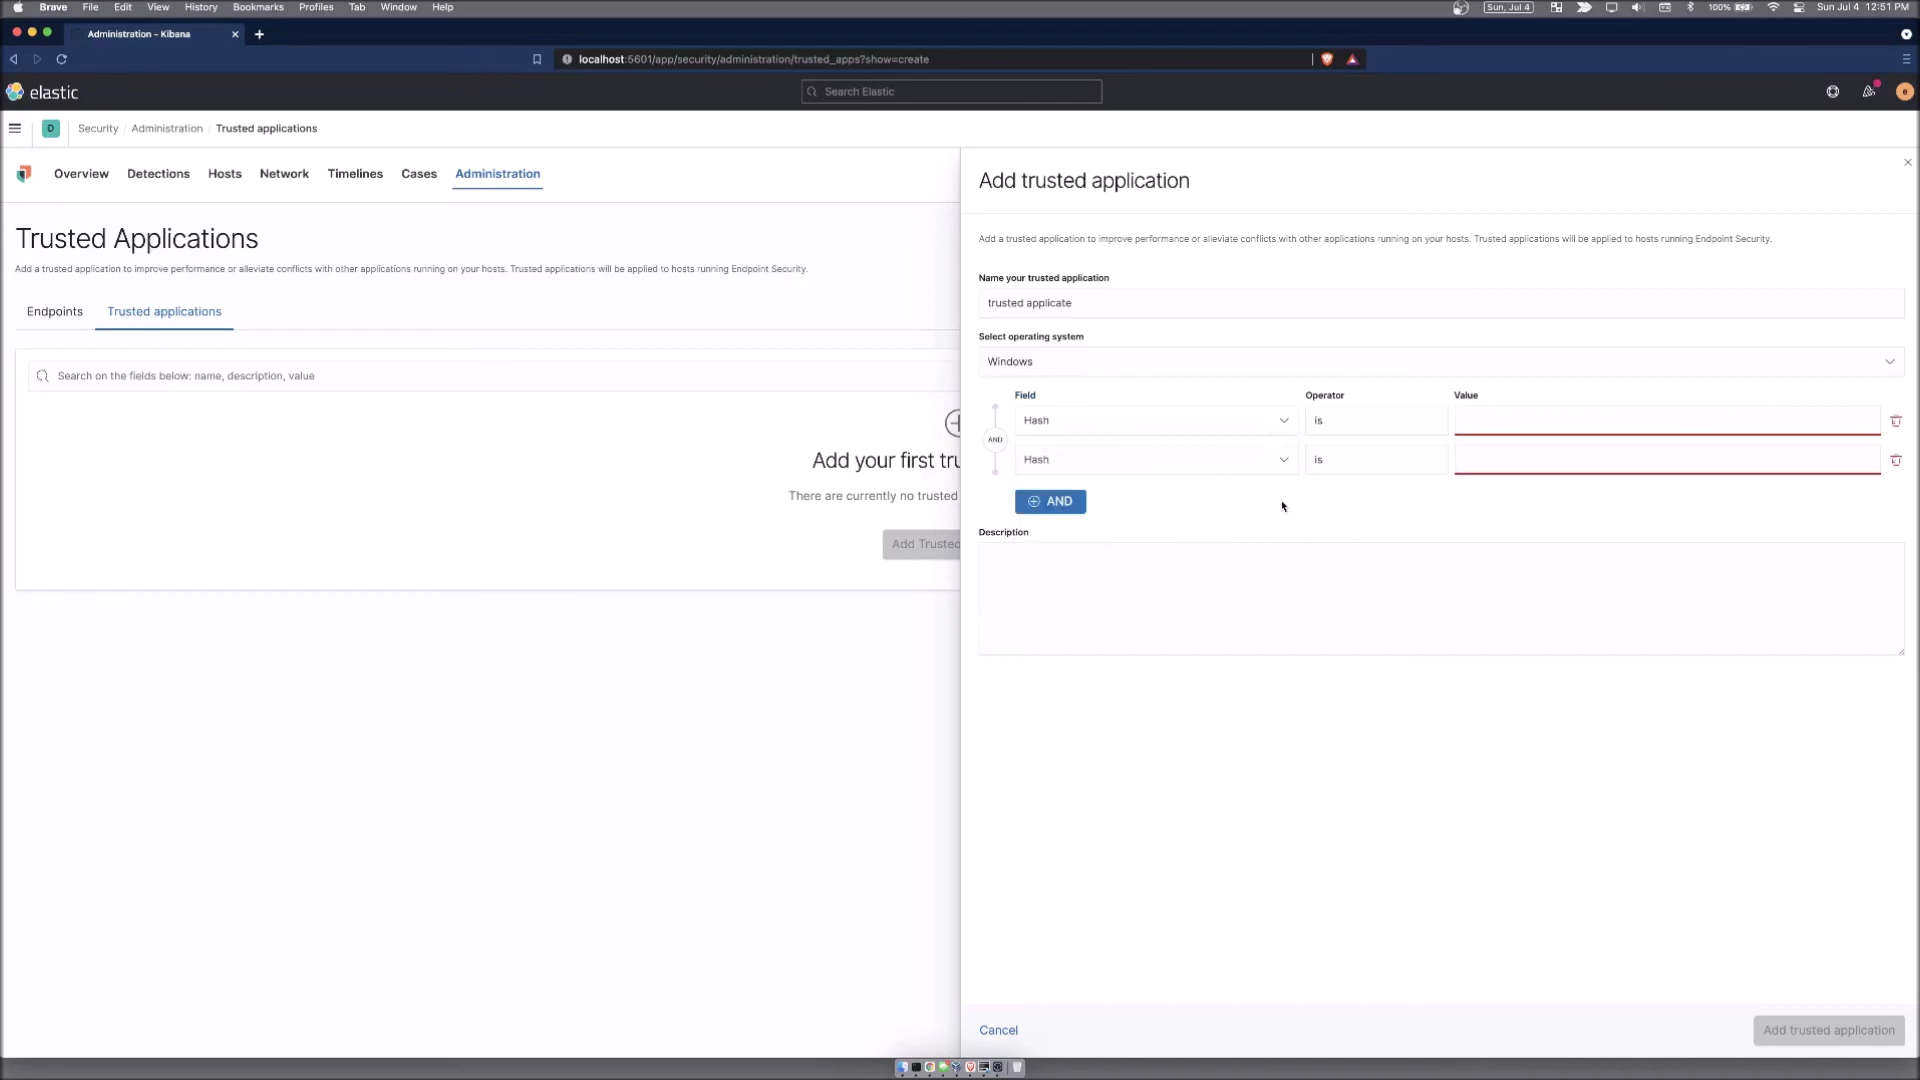 Brave File Edit View History Bookmarks Profiles Tab Window Help
Sun, Jul 4 100% Sun Jul 4 12:51 PM
Administration - Kibana
localhost:5601/app/security/administration/trusted_apps?show=create
elastic
Search Elastic
e
D
Security / Administration / Trusted applications
Overview Detections Hosts Network Timelines Cases Administration
Trusted Applications
Add a trusted application to improve performance or alleviate conflicts with other applications running on your hosts. Trusted applications will be applied to hosts running Endpoint Security.
Endpoints Trusted applications
Search on the fields below: name, description, value
Add your first tru
There are currently no trusted
Add Trusted
Add trusted application
Add a trusted application to improve performance or alleviate conflicts with other applications running on your hosts. Trusted applications will be applied to hosts running Endpoint Security.
Name your trusted application
trusted applicate
Select operating system
Windows
Field Operator Value
Hash is
AND
Hash is
AND
Description
Cancel
Add trusted application